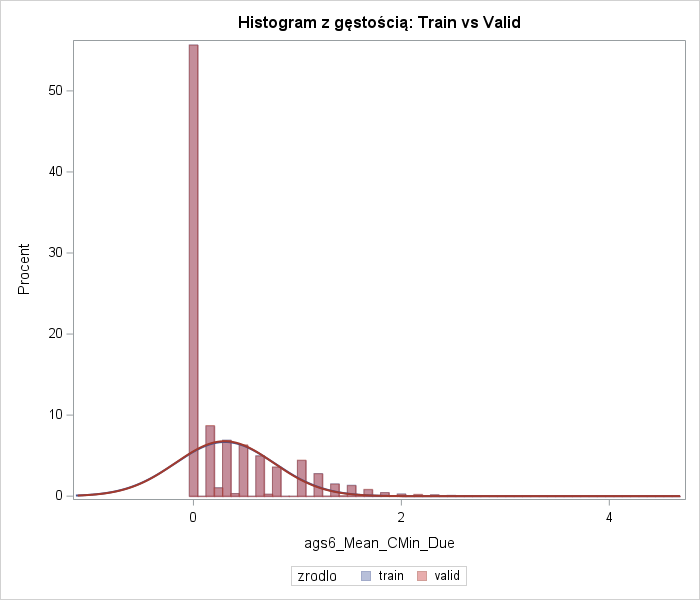 Histogram z gęstością: Train vs Valid
Procent
50
40
30
20
10
0
0 2 4
ags6_Mean_CMin_Due
zrodlo train valid